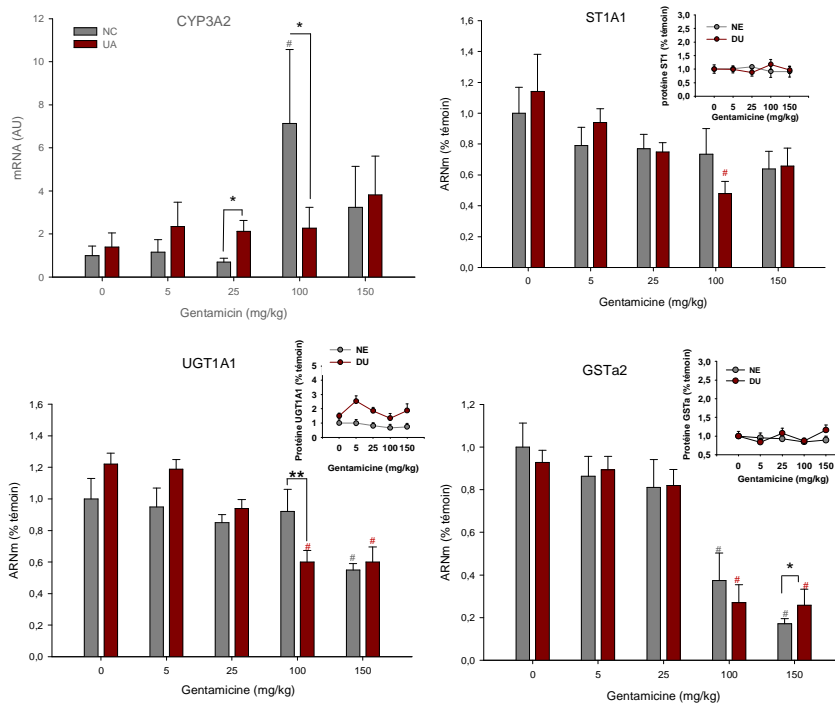 CYP3A2
NC
UA
mRNA (AU)
12
10
8
6
4
2
0
#
*
*
0 5 25 100 150
Gentamicin (mg/kg)
ST1A1
ARNm (% témoin)
1,6
1,4
1,2
1,0
0,8
0,6
0,4
0,2
0,0
#
0 5 25 100 150
Gentamicine (mg/kg)
protéine ST1 (% témoin)
3,0
2,5
2,0
1,5
1,0
0,5
0,0
NE
DU
0 5 25 100 150
Gentamicine (mg/kg)
UGT1A1
ARNm (% témoin)
1,6
1,4
1,2
1,0
0,8
0,6
0,4
0,2
0,0
**
#
#
#
0 5 25 100 150
Gentamicine (mg/kg)
Protéine UGT1A1 (% témoin)
5
4
3
2
1
0
NE
DU
0 5 25 100 150
Gentamicine (mg/kg)
GSTa2
ARNm (% témoin)
1,2
1,0
0,8
0,6
0,4
0,2
0,0
#
#
*
#
#
0 5 25 100 150
Gentamicine (mg/kg)
Protéine GSTa (% témoin)
3,0
2,5
2,0
1,5
1,0
0,5
NE
DU
0 5 25 100 150
Gentamicine (mg/kg)